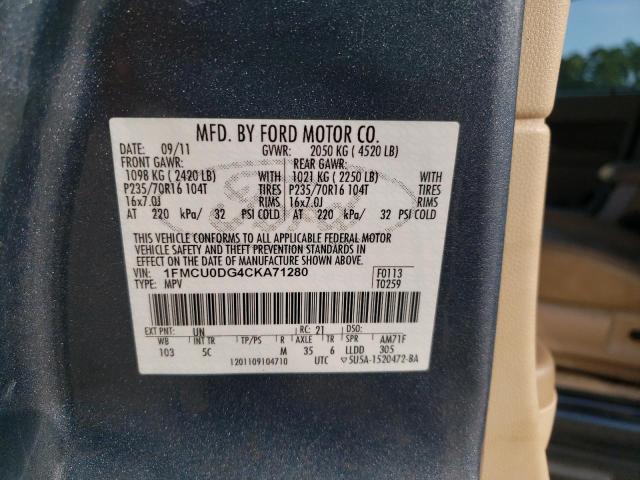 MFD. BY FORD MOTOR CO.
DATE: 09/11 GVWR: 2050 KG ( 4520 LB)
FRONT GAWR: REAR GAWR:
1098 KG ( 2420 LB) WITH 1021 KG ( 2250 LB) WITH
P235/70R16 104T TIRES P235/70R16 104T TIRES
16x7.0J RIMS 16x7.0J RIMS
AT 220 kPa/ 32 PSI COLD AT 220 kPa/ 32 PSI COLD
THIS VEHICLE CONFORMS TO ALL APPLICABLE FEDERAL MOTOR
VEHICLE SAFETY AND THEFT PREVENTION STANDARDS IN
EFFECT ON THE DATE OF MANUFACTURE SHOWN ABOVE.
VIN: 1FMCU0DG4CKA71280 F0113
TYPE: MPV T0259
EXT PNT: UN RC: 21 DSO:
WB INT TR TP/PS R AXLE TR SPR AM71F
103 5C M 35 6 LLDD 305
1201109104710 UTC ▽5U5A-1520472-BA